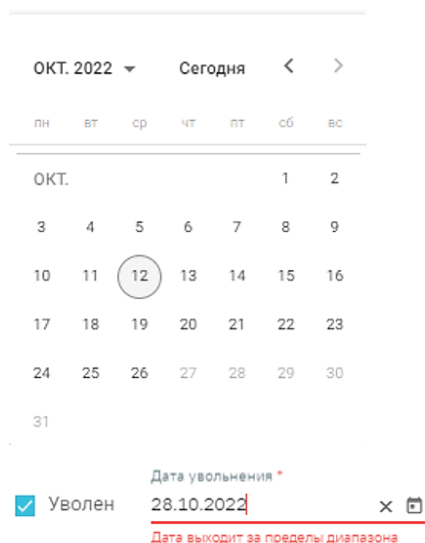 ОКТ. 2022 Сегодня
пн вт ср чт пт сб вс
ОКТ. 1 2
3 4 5 6 7 8 9
10 11 12 13 14 15 16
17 18 19 20 21 22 23
24 25 26 27 28 29 30
31
Дата увольнения *
Уволен 28.10.2022
Дата выходит за пределы диапазона